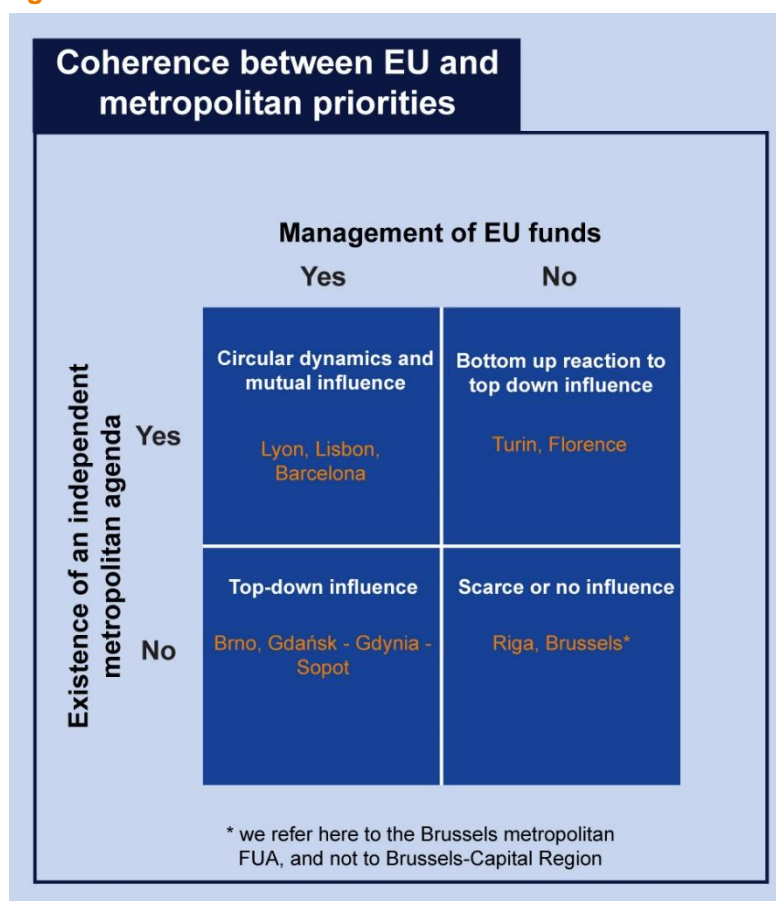 Coherence between EU and
metropolitan priorities
Management of EU funds
Yes No
Existence of an independent
metropolitan agenda
Yes
Circular dynamics and
mutual influence
Lyon, Lisbon,
Barcelona
Bottom up reaction to
top down influence
Turin, Florence
No
Top-down influence
Brno, Gdańsk - Gdynia -
Sopot
Scarce or no influence
Riga, Brussels*
* we refer here to the Brussels metropolitan
FUA, and not to Brussels-Capital Region